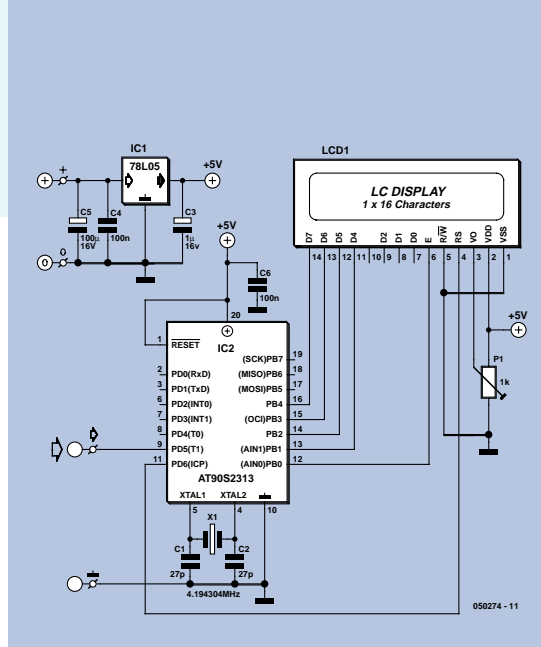 IC1
78L05
+5V
+
C5
100µ
16V
C4
100n
C3
1µ
16v
0
+5V
C6
100n
LCD1
LC DISPLAY
1 x 16 Characters
D7
D6
D5
D4
D2
D1
D0
E
R/W
RS
VO
VDD
VSS
14 13 12 11 10 9 8 7 6 5 4 3 2 1
+5V
P1
1k
20
1
RESET
IC2
(SCK)PB7
19
2
PD0(RxD)
(MISO)PB6
18
3
PD1(TxD)
(MOSI)PB5
17
6
PD2(INT0)
PB4
16
7
PD3(INT1)
(OCI)PB3
15
8
PD4(T0)
PB2
14
9
PD5(T1)
(AIN1)PB1
13
11
PD6(ICP)
(AIN0)PB0
12
AT90S2313
XTAL1
XTAL2
5
4
10
X1
C1
27p
C2
27p
4.194304MHz
050274 - 11